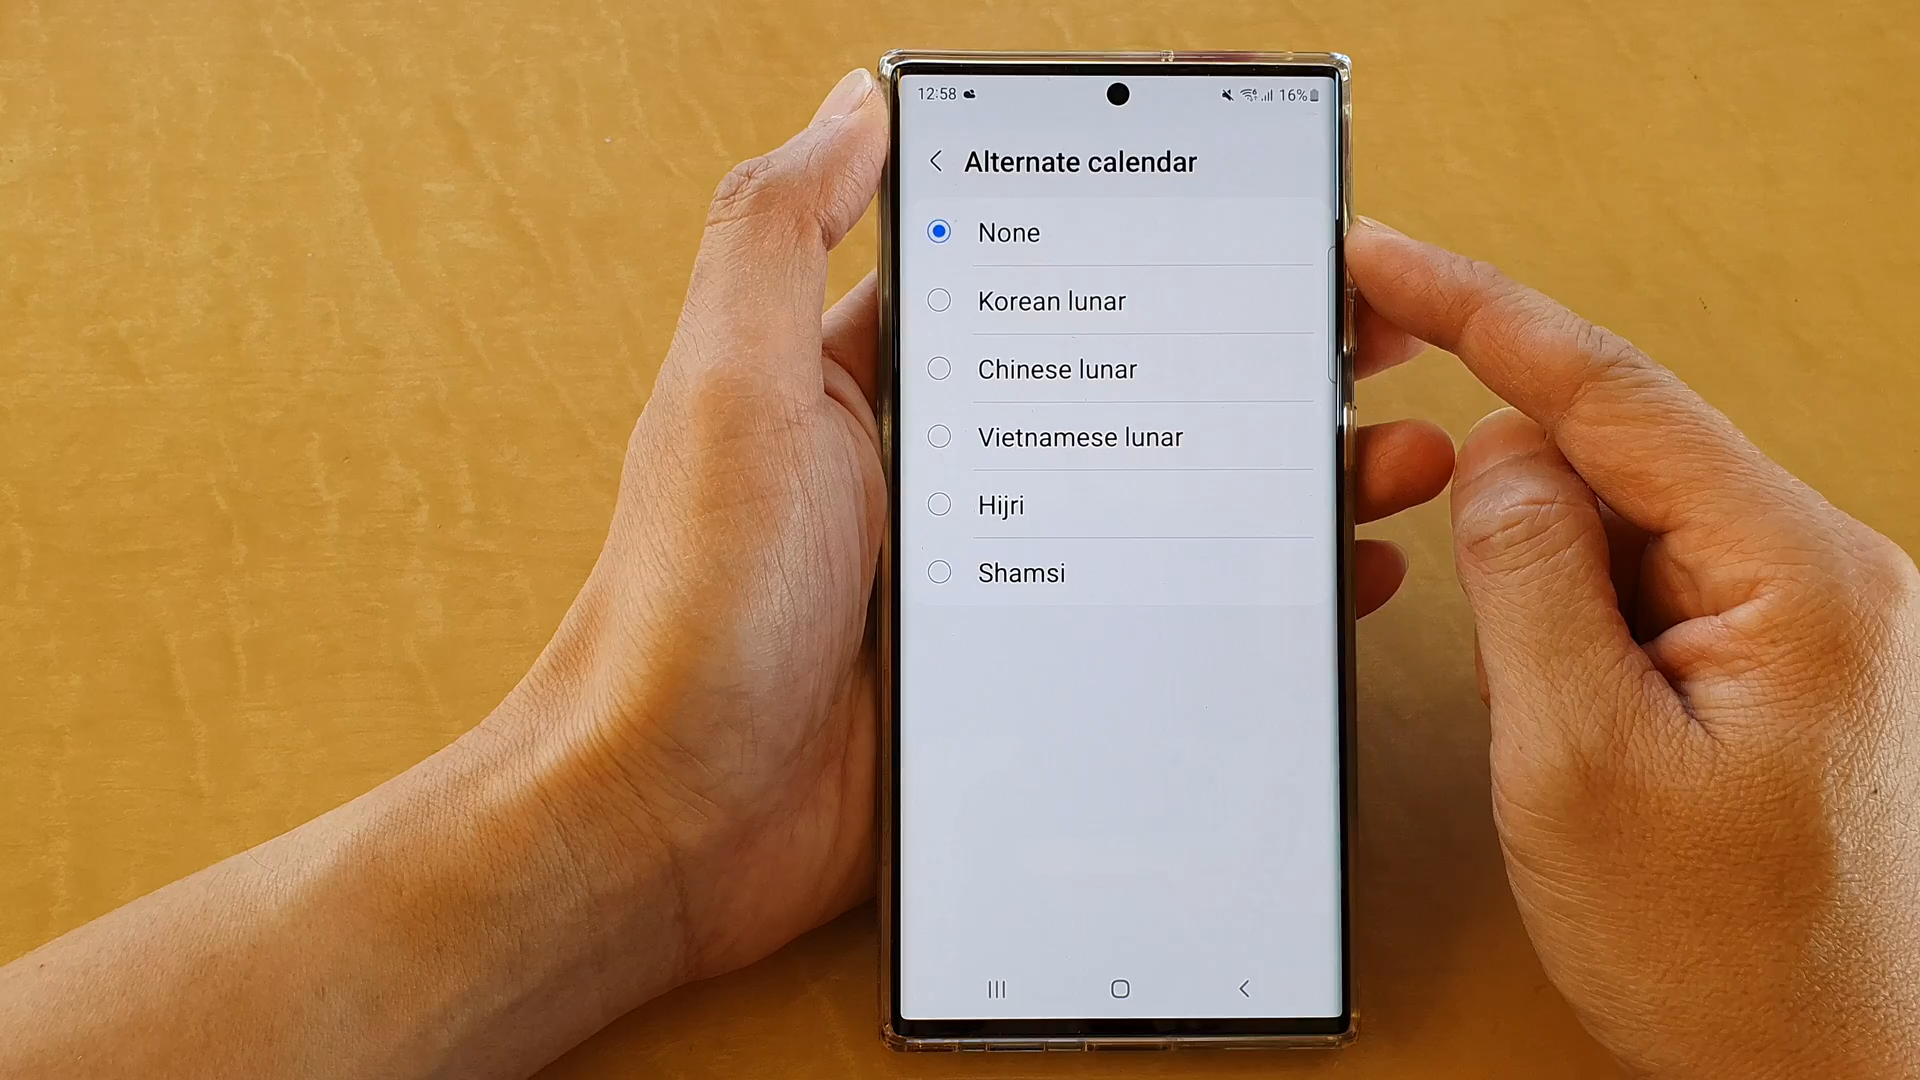 12:58 16%
Alternate calendar
None
Korean lunar
Chinese lunar
Vietnamese lunar
Hijri
Shamsi